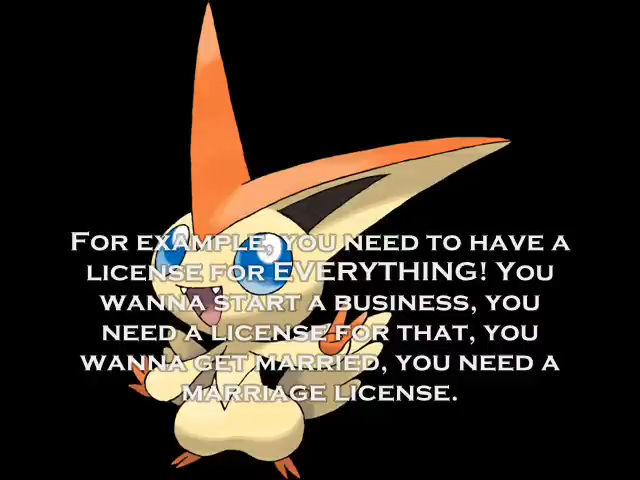 For example, you need to have a
license for EVERYTHING! You
wanna start a business, you
need a license for that, you
wanna get married, you need a
marriage license.